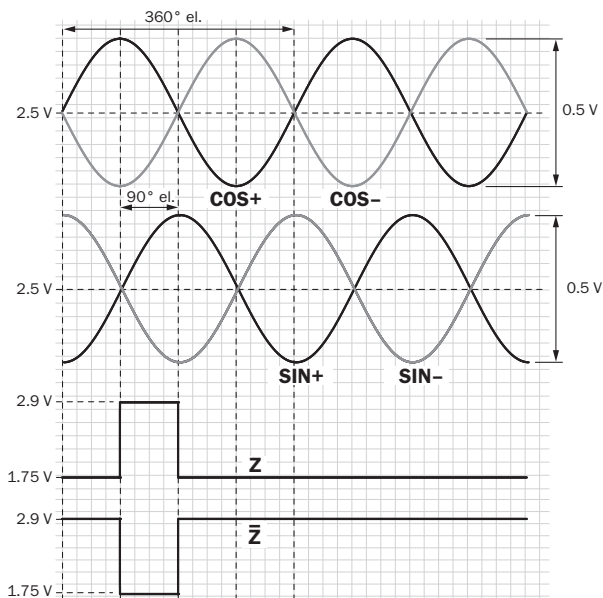 360° el.
2.5 V
0.5 V
90° el.
COS+
COS–
2.5 V
0.5 V
SIN+
SIN–
2.9 V
Z
1.75 V
2.9 V
Z̅
1.75 V